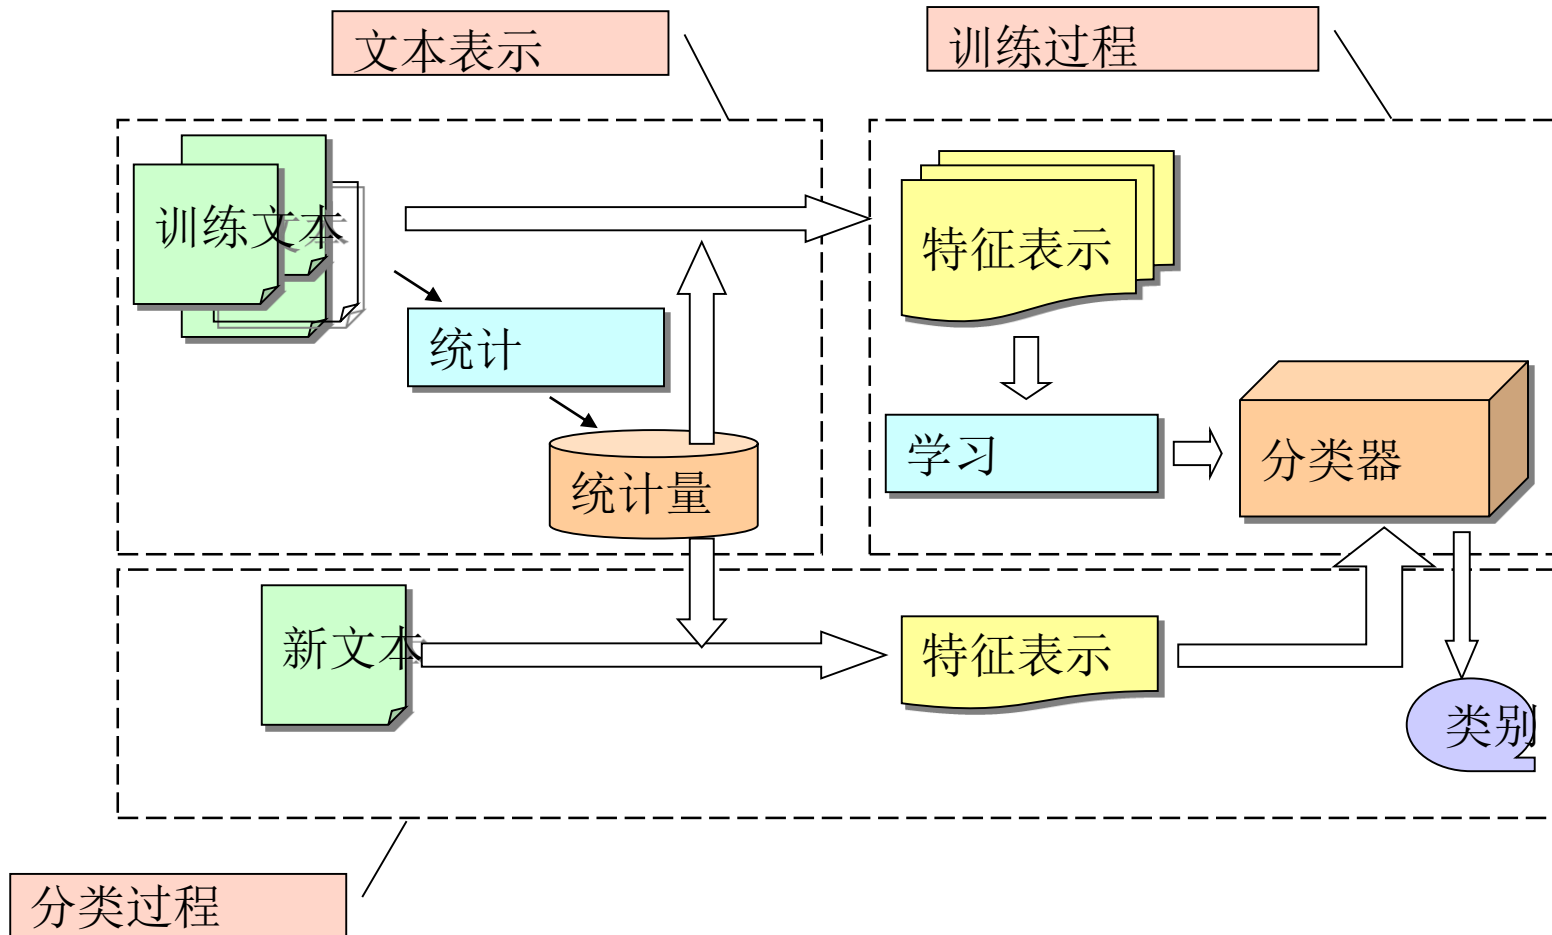 文本表示
训练过程
训练文本
特征表示
统计
学习
分类器
统计量
新文本
特征表示
类别
分类过程